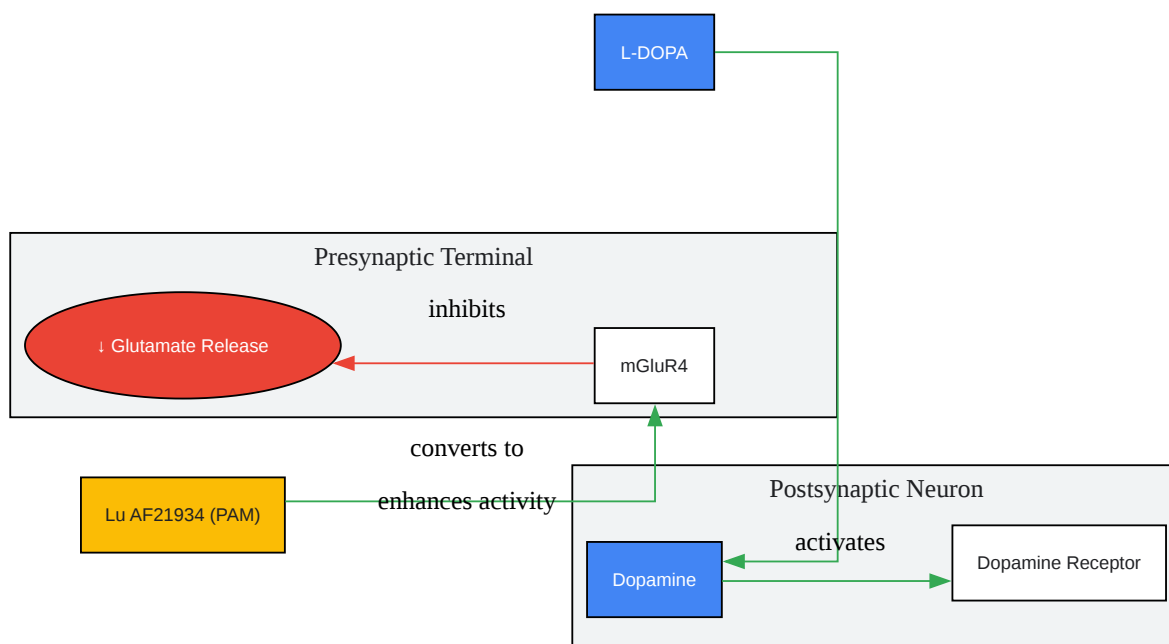 L-DOPA
Presynaptic Terminal
inhibits
↓ Glutamate Release
mGluR4
converts to
Lu AF21934 (PAM)
enhances activity
Postsynaptic Neuron
activates
Dopamine
Dopamine Receptor